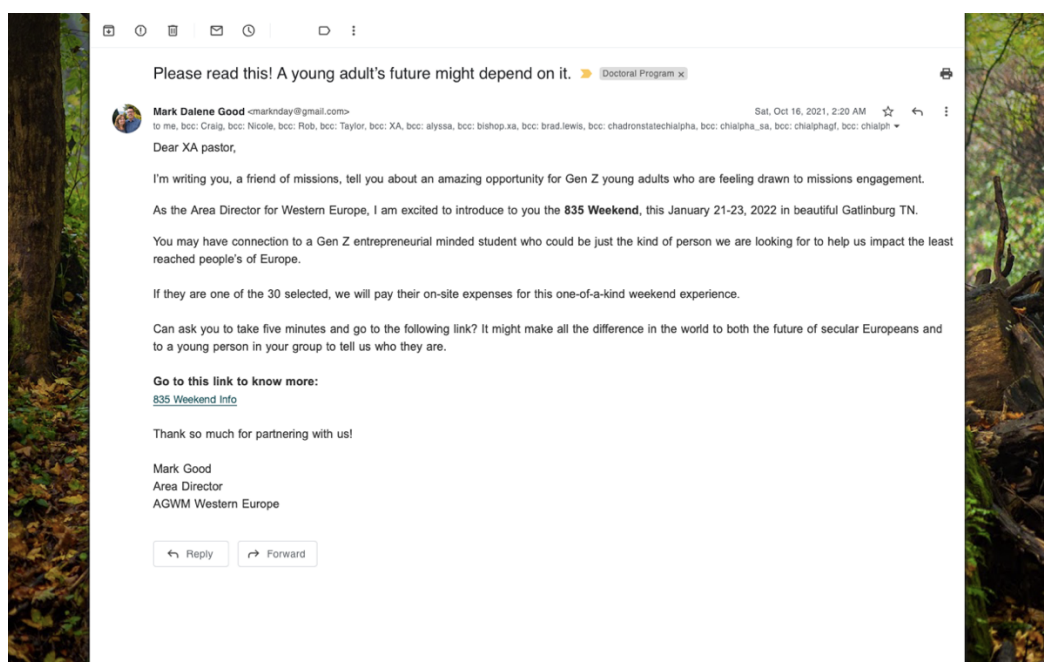 Please read this! A young adult's future might depend on it.
Doctoral Program x
Mark Dalene Good <marknday@gmail.com>
Sat, Oct 16, 2021, 2:20 AM
to me, bcc: Craig, bcc: Nicole, bcc: Rob, bcc: Taylor, bcc: XA, bcc: alyssa, bcc: bishop.xa, bcc: brad.lewis, bcc: chadronstatechialpha, bcc: chialpha_sa, bcc: chialphagf, bcc: chialph
Dear XA pastor,
I'm writing you, a friend of missions, tell you about an amazing opportunity for Gen Z young adults who are feeling drawn to missions engagement.
As the Area Director for Western Europe, I am excited to introduce to you the 835 Weekend, this January 21-23, 2022 in beautiful Gatlinburg TN.
You may have connection to a Gen Z entrepreneurial minded student who could be just the kind of person we are looking for to help us impact the least
reached people's of Europe.
If they are one of the 30 selected, we will pay their on-site expenses for this one-of-a-kind weekend experience.
Can ask you to take five minutes and go to the following link? It might make all the difference in the world to both the future of secular Europeans and
to a young person in your group to tell us who they are.
Go to this link to know more:
835 Weekend Info
Thank so much for partnering with us!
Mark Good
Area Director
AGWM Western Europe
Reply
Forward